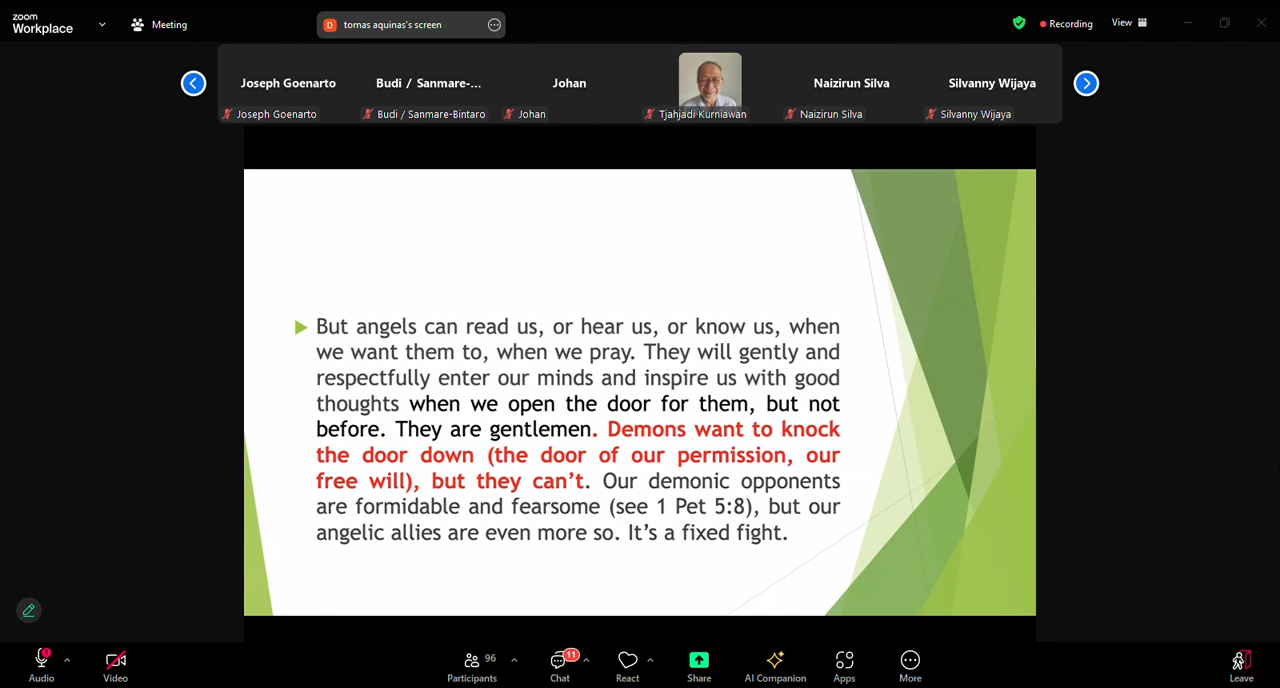 zoom
Workplace
Meeting
D tomas aquinas's screen
Recording
View
Joseph Goenarto
Budi / Sanmare-...
Johan
Naizirun Silva
Silvanny Wijaya
Joseph Goenarto
Budi / Sanmare-Bintaro
Johan
Tjahjadi Kurniawan
Naizirun Silva
Silvanny Wijaya
But angels can read us, or hear us, or know us, when
we want them to, when we pray. They will gently and
respectfully enter our minds and inspire us with good
thoughts when we open the door for them, but not
before. They are gentlemen. Demons want to knock
the door down (the door of our permission, our
free will), but they can't. Our demonic opponents
are formidable and fearsome (see 1 Pet 5:8), but our
angelic allies are even more so. It's a fixed fight.
Audio
Video
96
Participants
11
Chat
React
Share
AI Companion
Apps
More
Leave